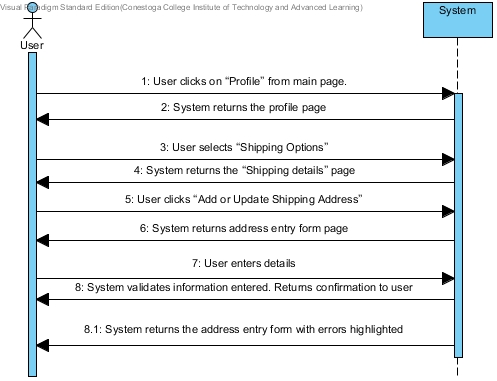 Visual Paradigm Standard Edition(Conestoga College Institute of Technology and Advanced Learning)
System
User
1: User clicks on “Profile” from main page.
2: System returns the profile page
3: User selects “Shipping Options”
4: System returns the “Shipping details” page
5: User clicks “Add or Update Shipping Address”
6: System returns address entry form page
7: User enters details
8: System validates information entered. Returns confirmation to user
8.1: System returns the address entry form with errors highlighted